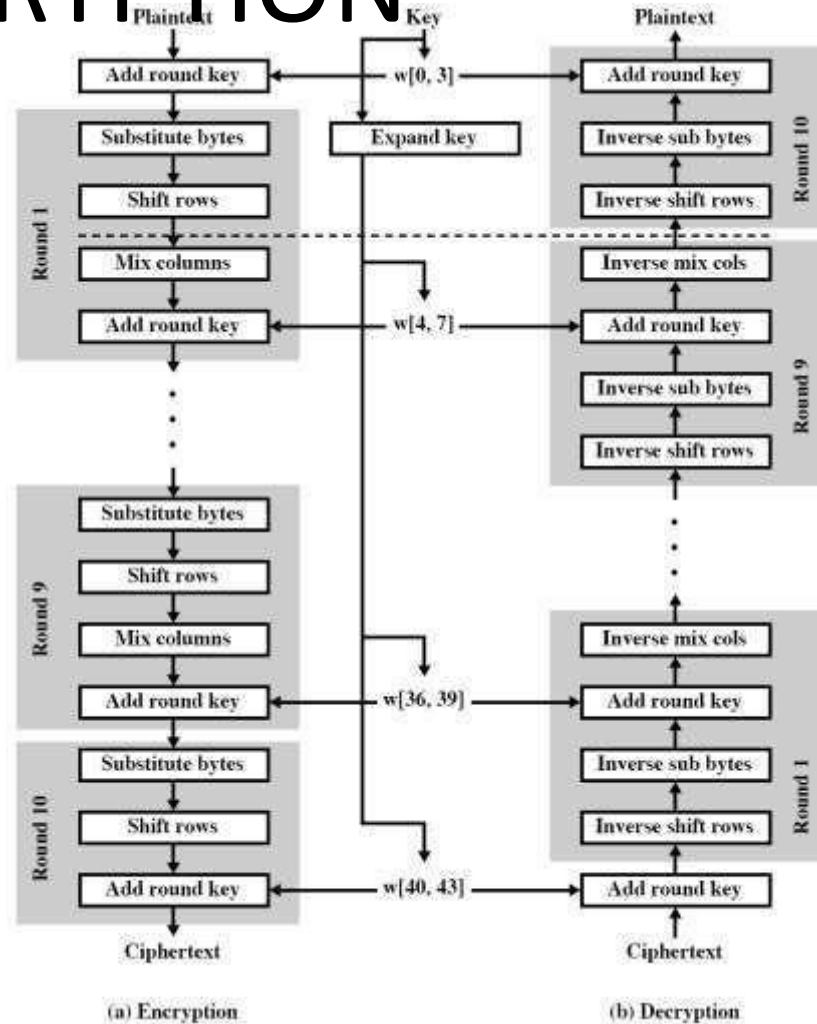 Plaintext
Add round key
Round 1
Substitute bytes
Shift rows
Mix columns
Add round key
Round 9
Substitute bytes
Shift rows
Mix columns
Add round key
Round 10
Substitute bytes
Shift rows
Add round key
Ciphertext
(a) Encryption
Key
w[0, 3]
Expand key
w[4, 7]
w[36, 39]
w[40, 43]
Plaintext
Add round key
Inverse sub bytes
Inverse shift rows
Round 10
Inverse mix cols
Add round key
Inverse sub bytes
Inverse shift rows
Round 9
Inverse mix cols
Add round key
Inverse sub bytes
Inverse shift rows
Round 1
Add round key
Ciphertext
(b) Decryption